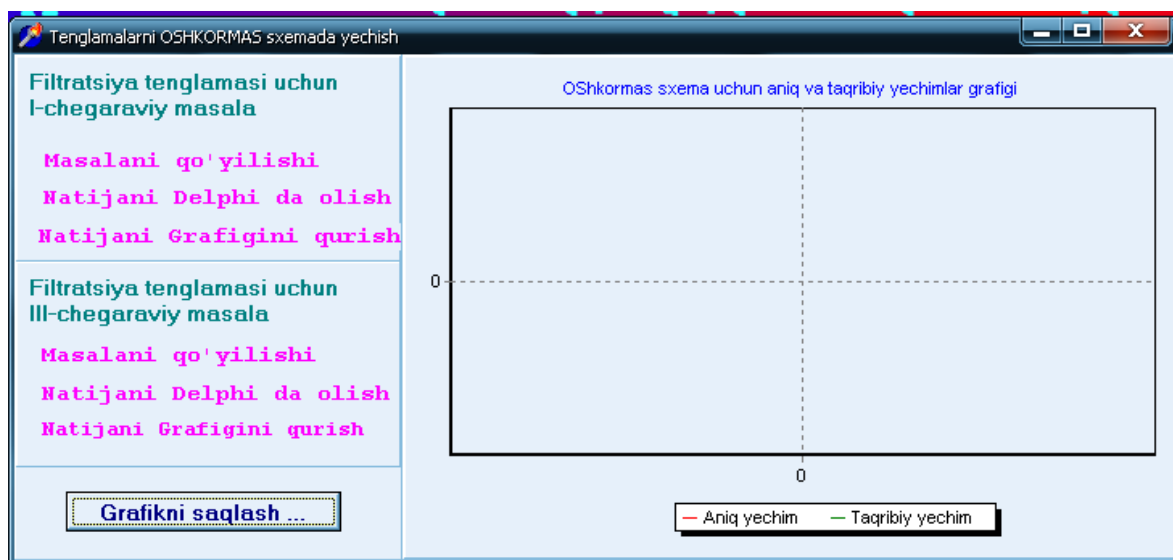 Tenglamalarni OSHKORMAS sxemada yechish
Filtratsiya tenglamasi uchun
I-chegaraviy masala
Masalani qo'yilishi
Natijani Delphi da olish
Natijani Grafigini qurish
Filtratsiya tenglamasi uchun
III-chegaraviy masala
Masalani qo'yilishi
Natijani Delphi da olish
Natijani Grafigini qurish
Grafikni saqlash ...
OShkormas sxema uchun aniq va taqribiy yechimlar grafigi
0
0
Aniq yechim
Taqribiy yechim